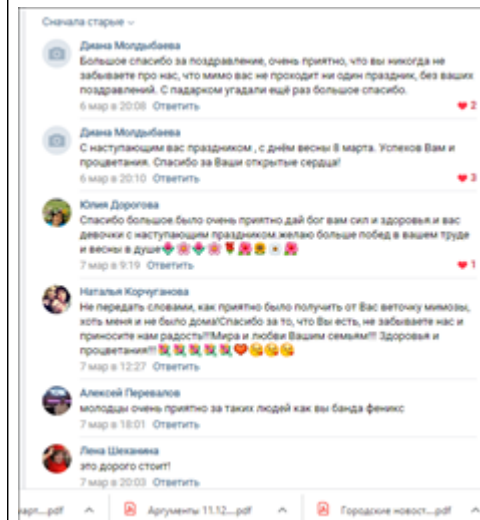 Сначала старые
Диана Молдыбаева
Большое спасибо за поздравление, очень приятно, что вы никогда не
забываете про нас, что мимо вас не проходит ни один праздник, без ваших
поздравлений. С падарком угадали ещё раз большое спасибо.
6 мар в 20:08 Ответить 2
Диана Молдыбаева
С наступающим вас праздником , с днём весны 8 марта. Успехов Вам и
процветания. Спасибо за Ваши открытые сердца!
6 мар в 20:10 Ответить 3
Юлия Дорогова
Спасибо большое.было очень приятно.дай бог вам сил и здоровья.и вас
девочки с наступающим праздником.желаю больше побед в вашем труде
и весны в душе🌷🌸🌷🌸🌹🌺🌻💌🌺
7 мар в 9:19 Ответить 1
Наталья Корчуганова
Не передать словами, как приятно было получить от Вас веточку мимозы,
хоть меня и не было дома!Спасибо за то, что Вы есть, не забываете нас и
приносите нам радость!!!Мира и любви Вашим семьям!!! Здоровья и
процветания!!!💐💐💐💐💐❤😘😘😘
7 мар в 12:27 Ответить
Алексей Перевалов
молодцы очень приятно за таких людей как вы банда феникс
7 мар в 18:01 Ответить
Лена Шеханина
это дорого стоит!
7 мар в 20:03 Ответить
март....pdf Аргументы 11.12....pdf Городские новост....pdf